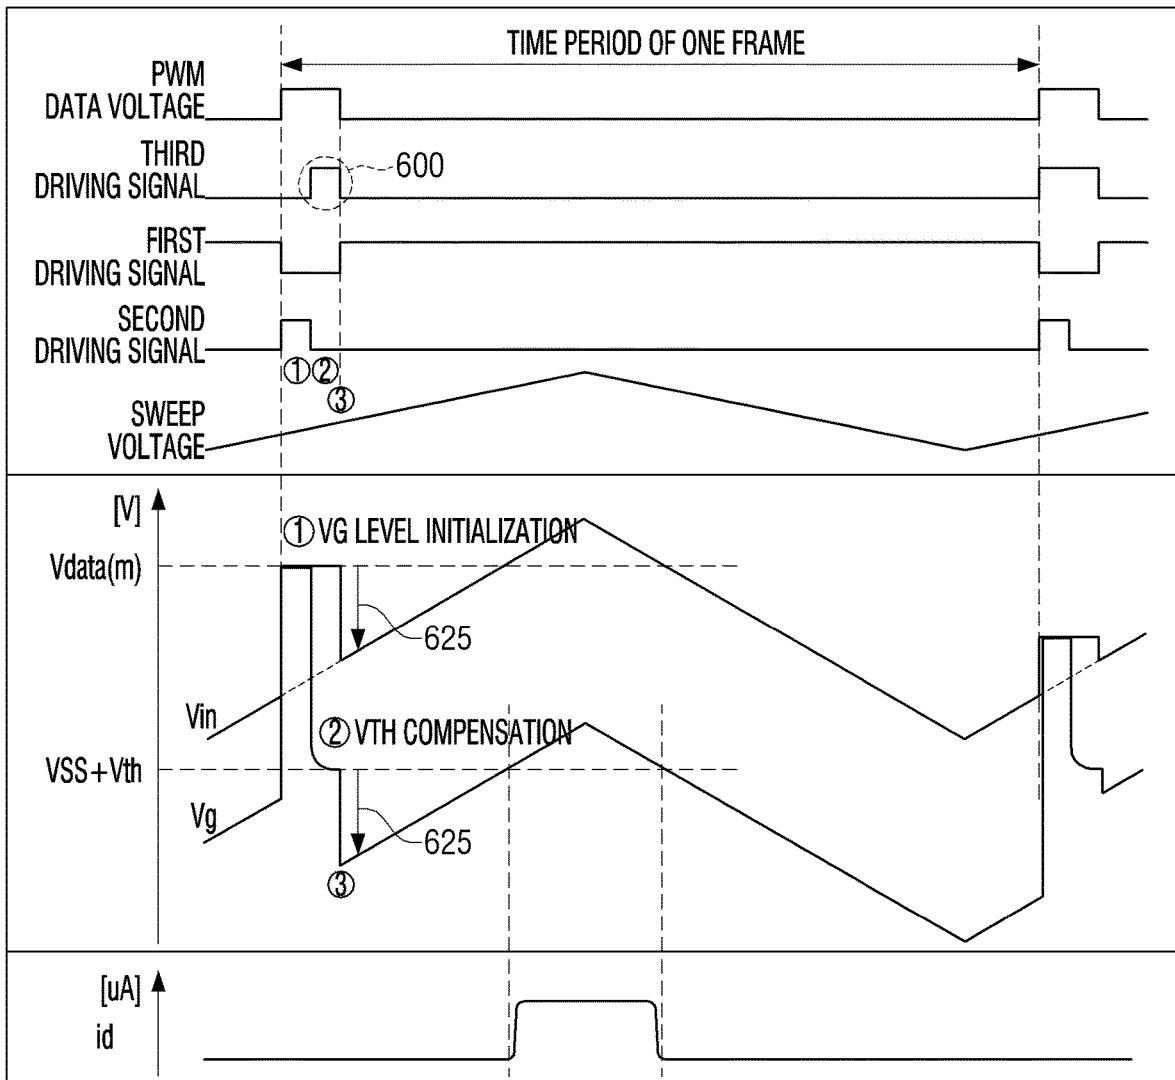 TIME PERIOD OF ONE FRAME
PWM
DATA VOLTAGE
THIRD
DRIVING SIGNAL
600
FIRST
DRIVING SIGNAL
SECOND
DRIVING SIGNAL
① ②
③
SWEEP
VOLTAGE
[V]
① VG LEVEL INITIALIZATION
Vdata(m)
625
Vin
② VTH COMPENSATION
VSS+Vth
Vg
625
③
[uA]
id